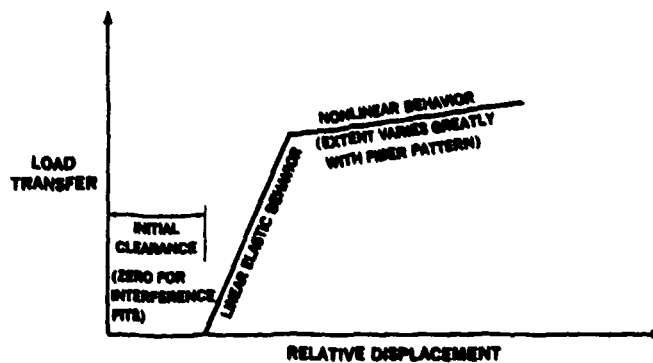 NONLINEAR BEHAVIOR
(EXTENT VARIES GREATLY
WITH FIBER PATTERN)
LOAD
TRANSFER
LINEAR ELASTIC BEHAVIOR
INITIAL
CLEARANCE
(ZERO FOR
INTERFERENCE
FITS)
RELATIVE DISPLACEMENT